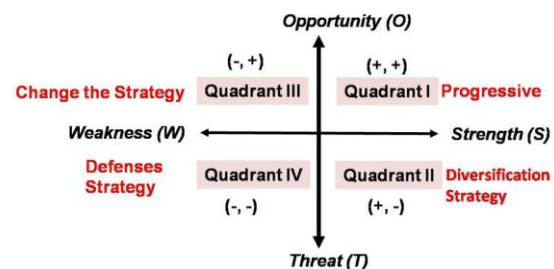 Opportunity (O)
(-, +)
(+, +)
Change the Strategy
Quadrant III
Quadrant I
Progressive
Weakness (W)
Strength (S)
Defenses
Strategy
Quadrant IV
Quadrant II
Diversification
Strategy
(-, -)
(+, -)
Threat (T)